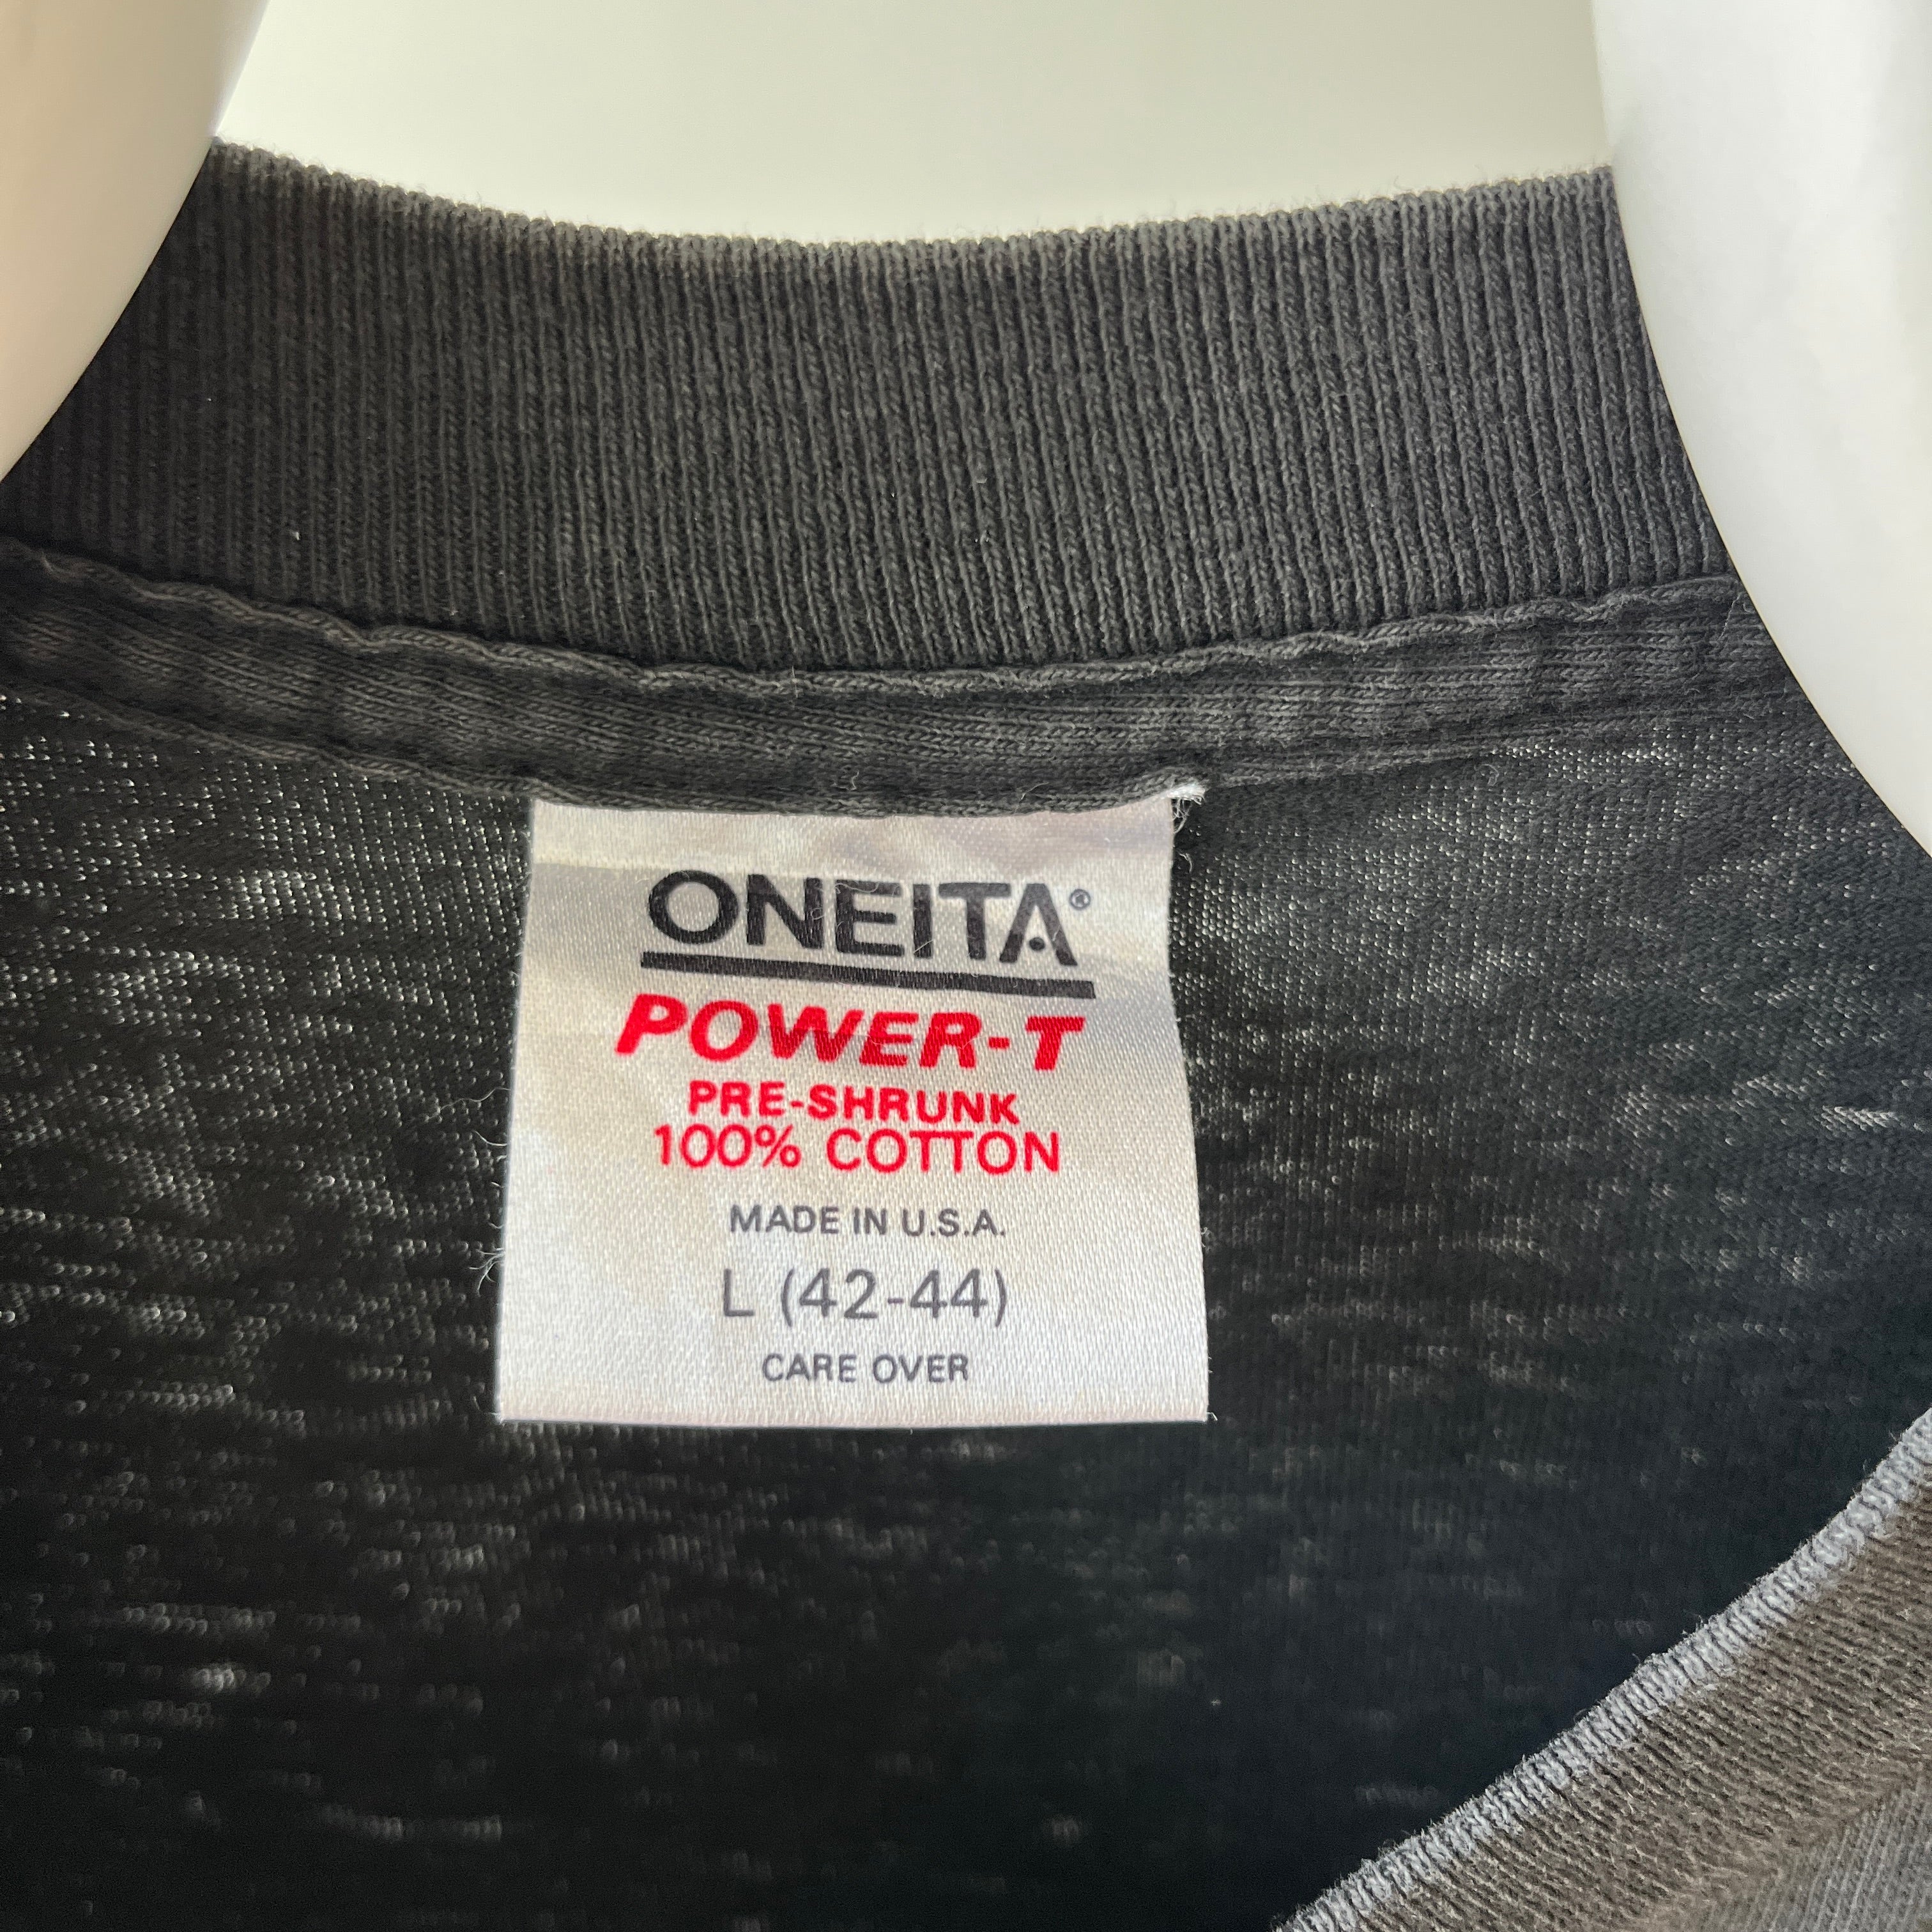 ONEITA®
POWER-T
PRE-SHRUNK
100% COTTON
MADE IN U.S.A.
L (42-44)
CARE OVER